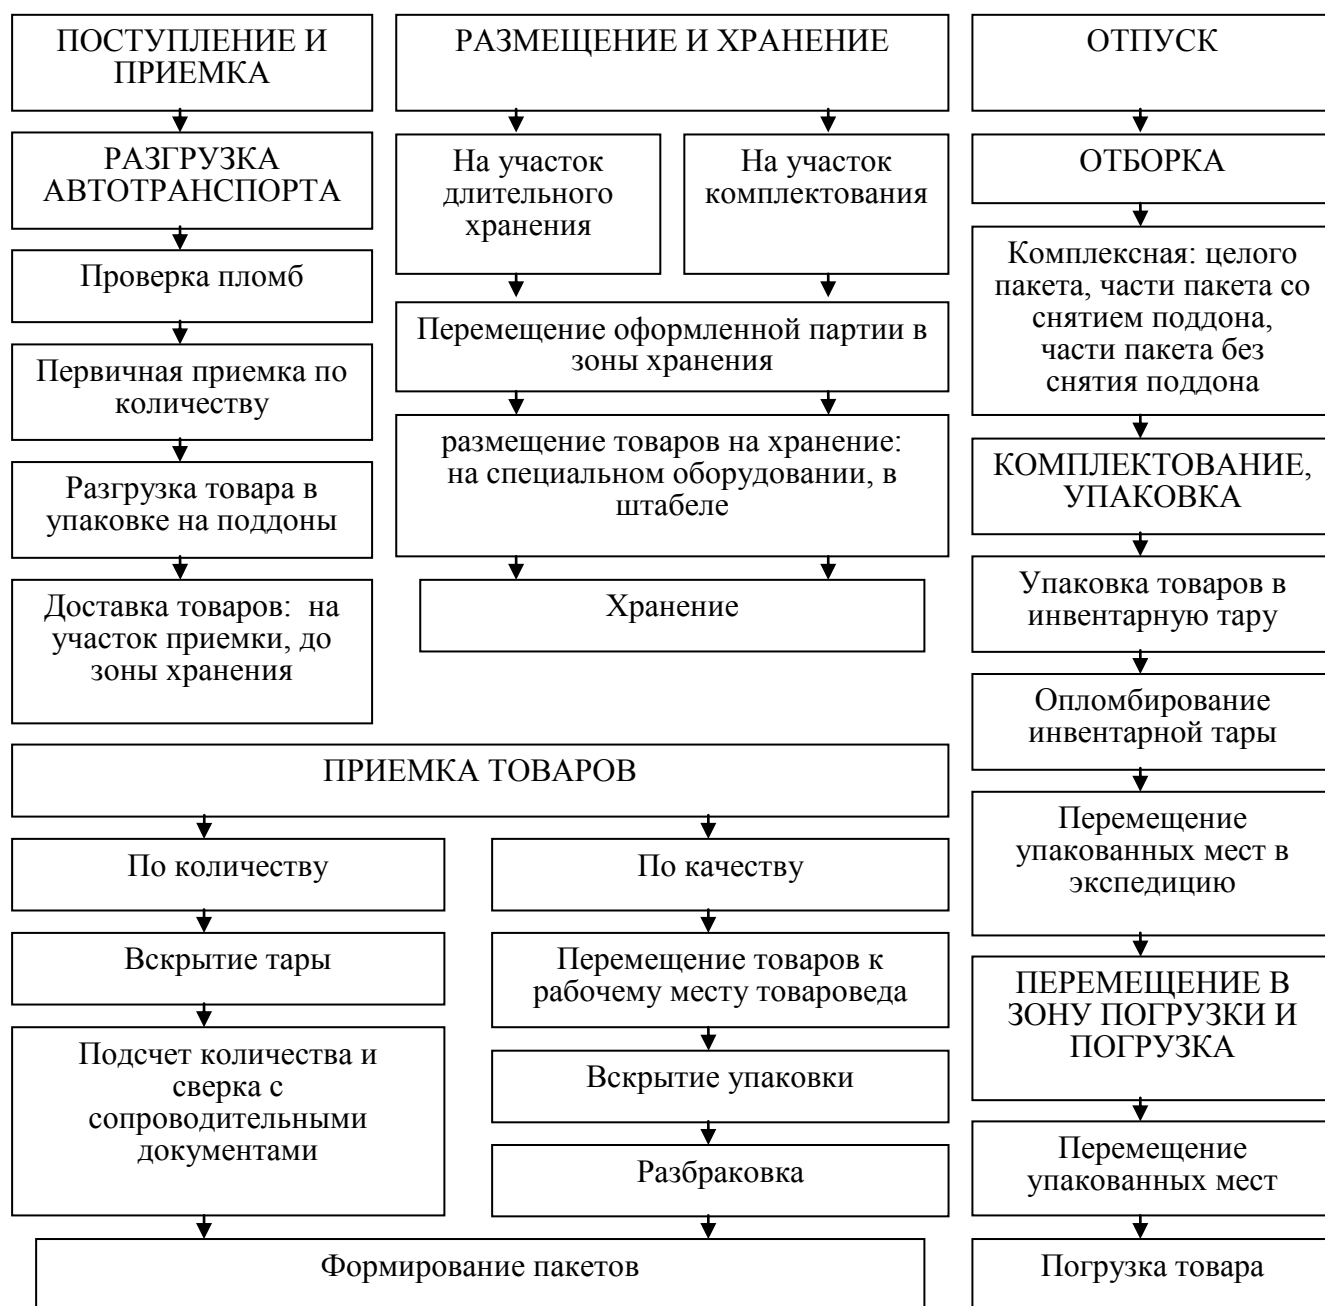 ПОСТУПЛЕНИЕ И
ПРИЕМКА
РАЗГРУЗКА
АВТОТРАНСПОРТА
Проверка пломб
Первичная приемка по
количеству
Разгрузка товара в
упаковке на поддоны
Доставка товаров:  на
участок приемки, до
зоны хранения
РАЗМЕЩЕНИЕ И ХРАНЕНИЕ
На участок
длительного
хранения
На участок
комплектования
Перемещение оформленной партии в
зоны хранения
размещение товаров на хранение:
на специальном оборудовании, в
штабеле
Хранение
ПРИЕМКА ТОВАРОВ
По количеству
Вскрытие тары
Подсчет количества и
сверка с
сопроводительными
документами
По качеству
Перемещение товаров к
рабочему месту товароведа
Вскрытие упаковки
Разбраковка
Формирование пакетов
ОТПУСК
ОТБОРКА
Комплексная: целого
пакета, части пакета со
снятием поддона,
части пакета без
снятия поддона
КОМПЛЕКТОВАНИЕ,
УПАКОВКА
Упаковка товаров в
инвентарную тару
Опломбирование
инвентарной тары
Перемещение
упакованных мест в
экспедицию
ПЕРЕМЕЩЕНИЕ В
ЗОНУ ПОГРУЗКИ И
ПОГРУЗКА
Перемещение
упакованных мест
Погрузка товара